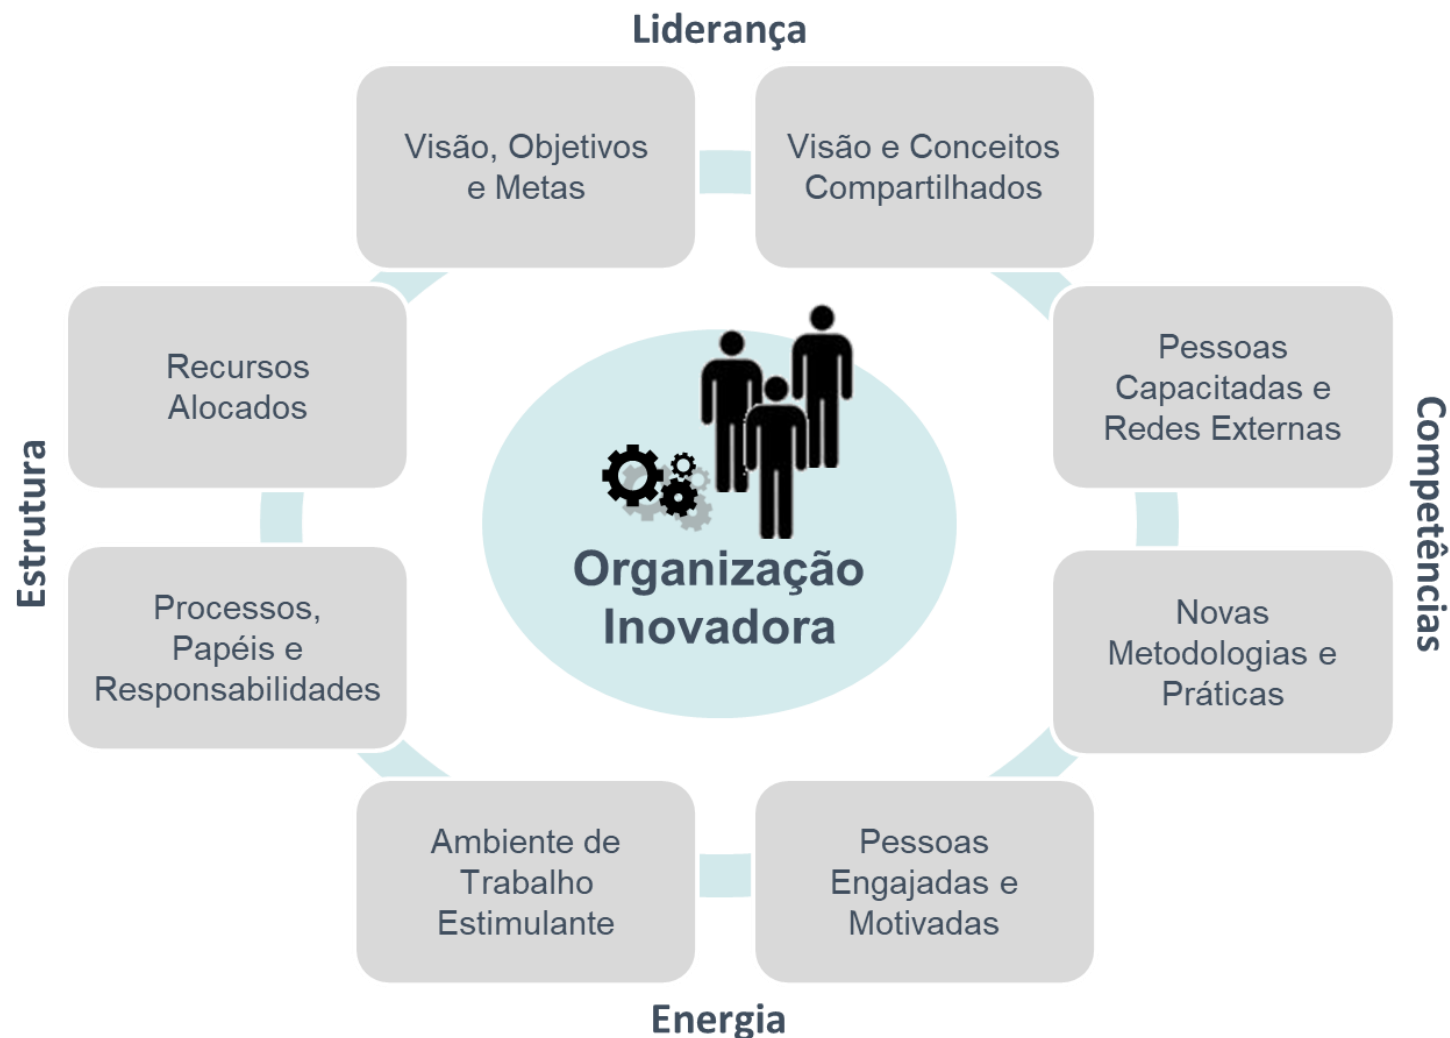 Liderança
Visão, Objetivos
e Metas
Visão e Conceitos
Compartilhados
Recursos
Alocados
Pessoas
Capacitadas e
Redes Externas
Estrutura
Competências
Organização
Inovadora
Processos,
Papéis e
Responsabilidades
Novas
Metodologias e
Práticas
Ambiente de
Trabalho
Estimulante
Pessoas
Engajadas e
Motivadas
Energia